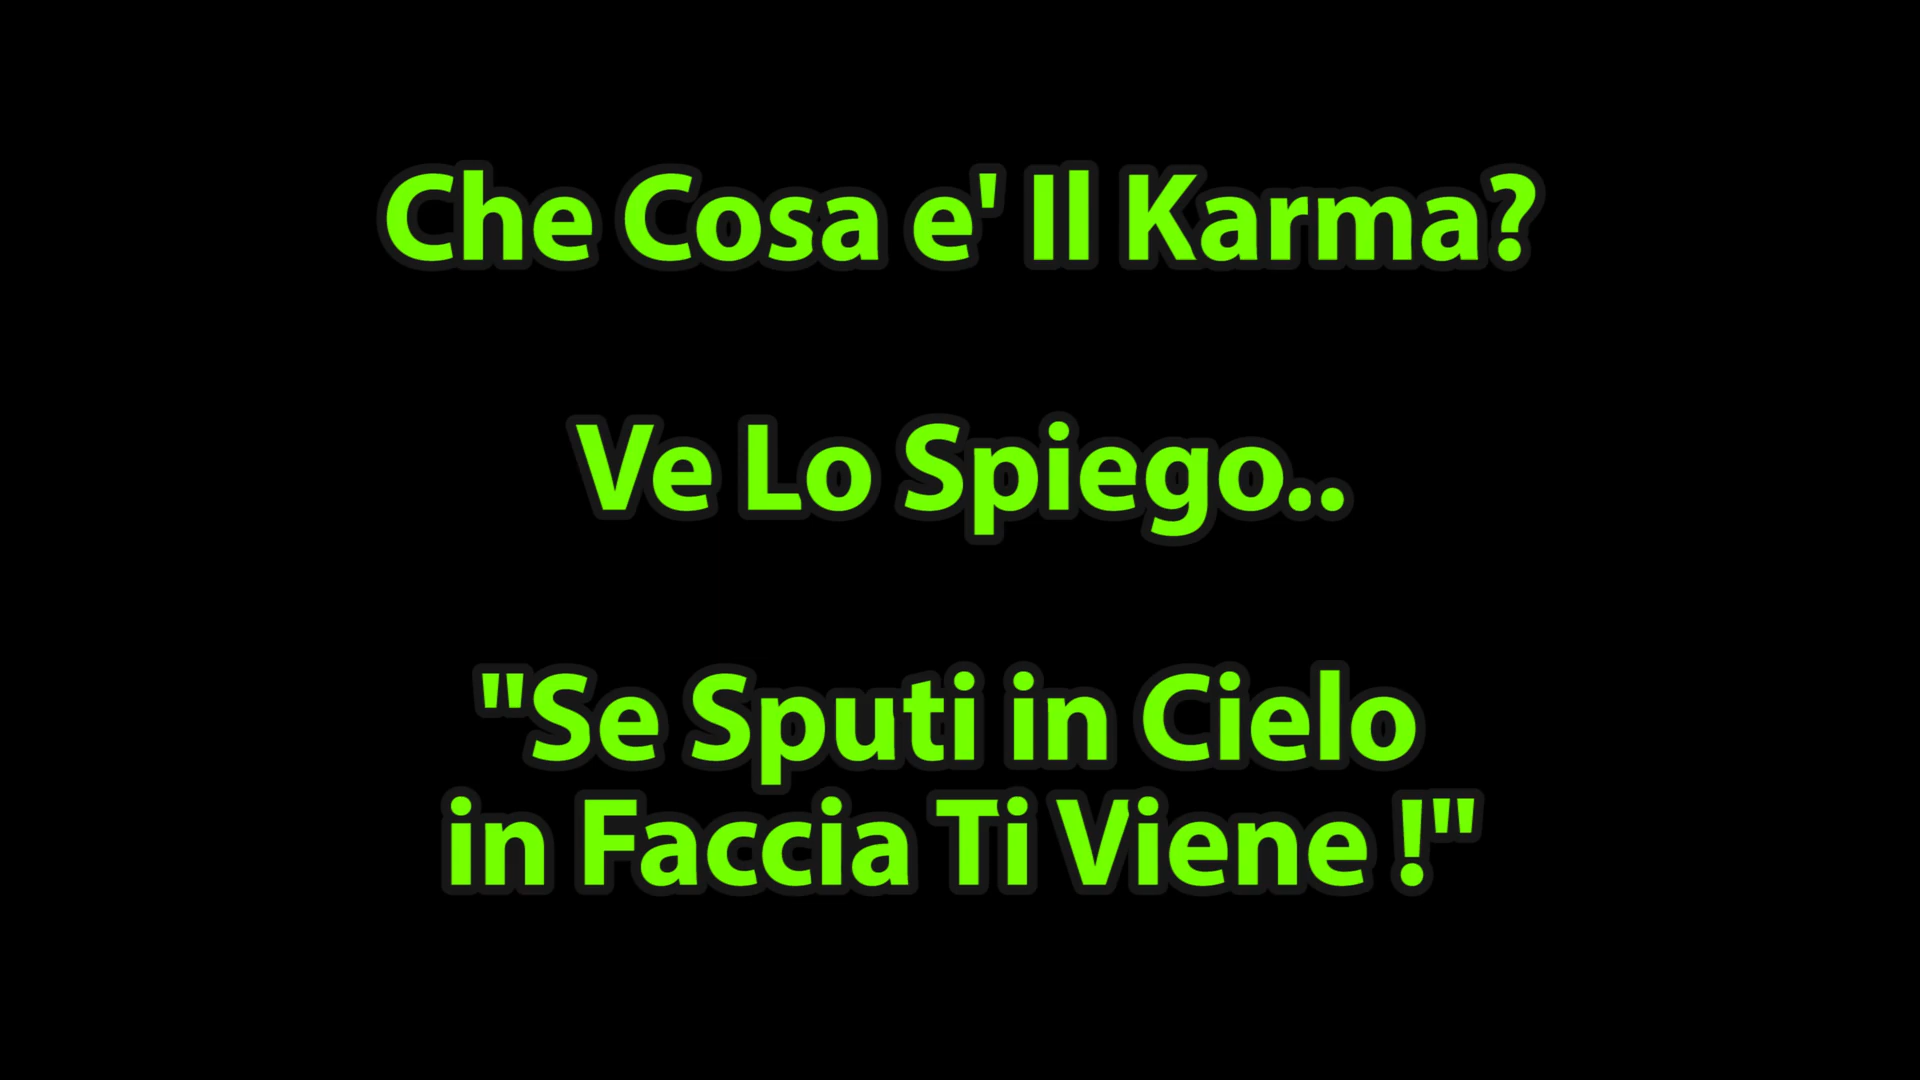 Che Cosa e' Il Karma?
Ve Lo Spiego..
"Se Sputi in Cielo
in Faccia Ti Viene !"